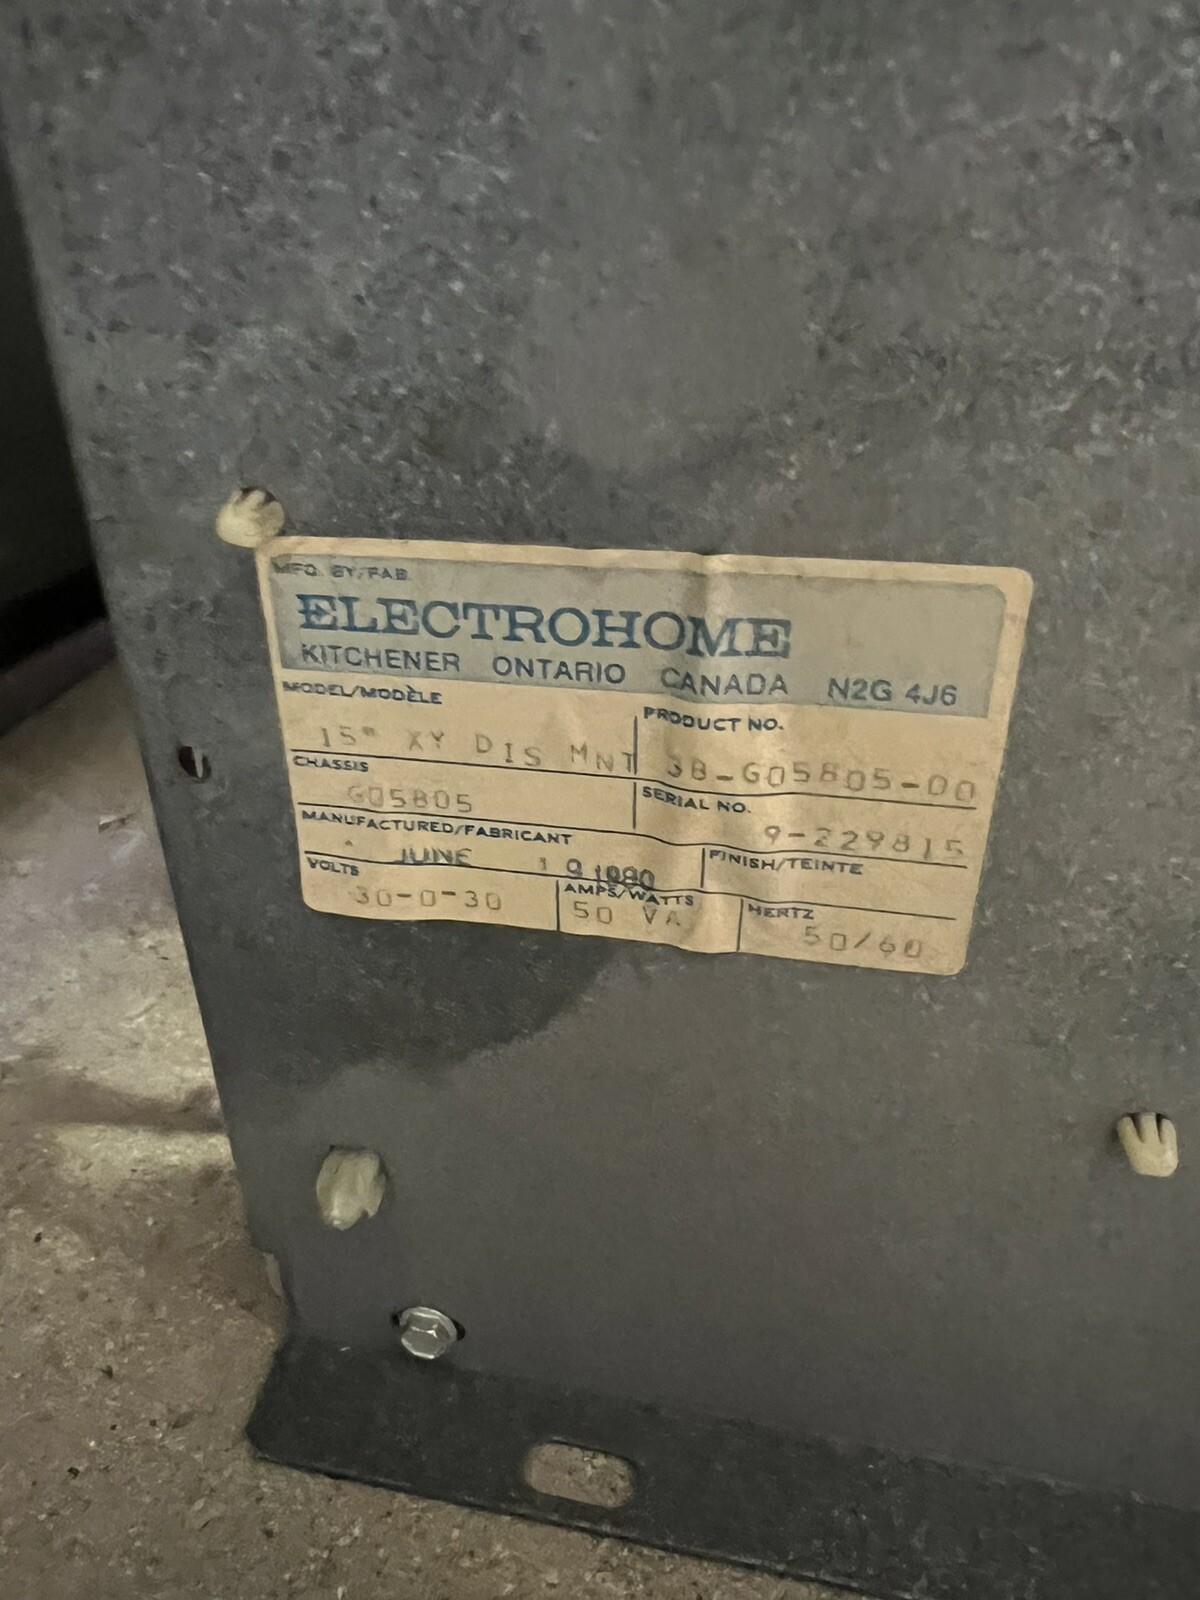 MFG. BY/FAB.
ELECTROHOME
KITCHENER ONTARIO CANADA N2G 4J6
MODEL/MODÈLE
15" XY DIS MNT
PRODUCT NO.
38-G05805-00
CHASSIS
G05805
SERIAL NO.
9-229815
MANUFACTURED/FABRICANT
JUNE 1980
FINISH/TEINTE
VOLTS
30-0-30
AMPS/WATTS
50 VA
HERTZ
50/60